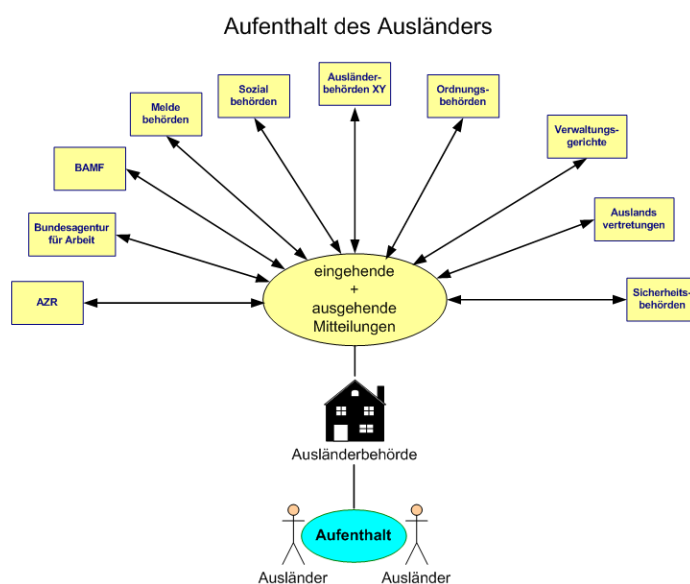 Aufenthalt des Ausländers
Ausländer-
behörden XY
Sozial
behörden
Ordnungs-
behörden
Melde
behörden
Verwaltungs-
gerichte
BAMF
Auslands
vertretungen
Bundesagentur
für Arbeit
AZR
Sicherheits-
behörden
eingehende
+
ausgehende
Mitteilungen
Ausländerbehörde
Aufenthalt
Ausländer
Ausländer